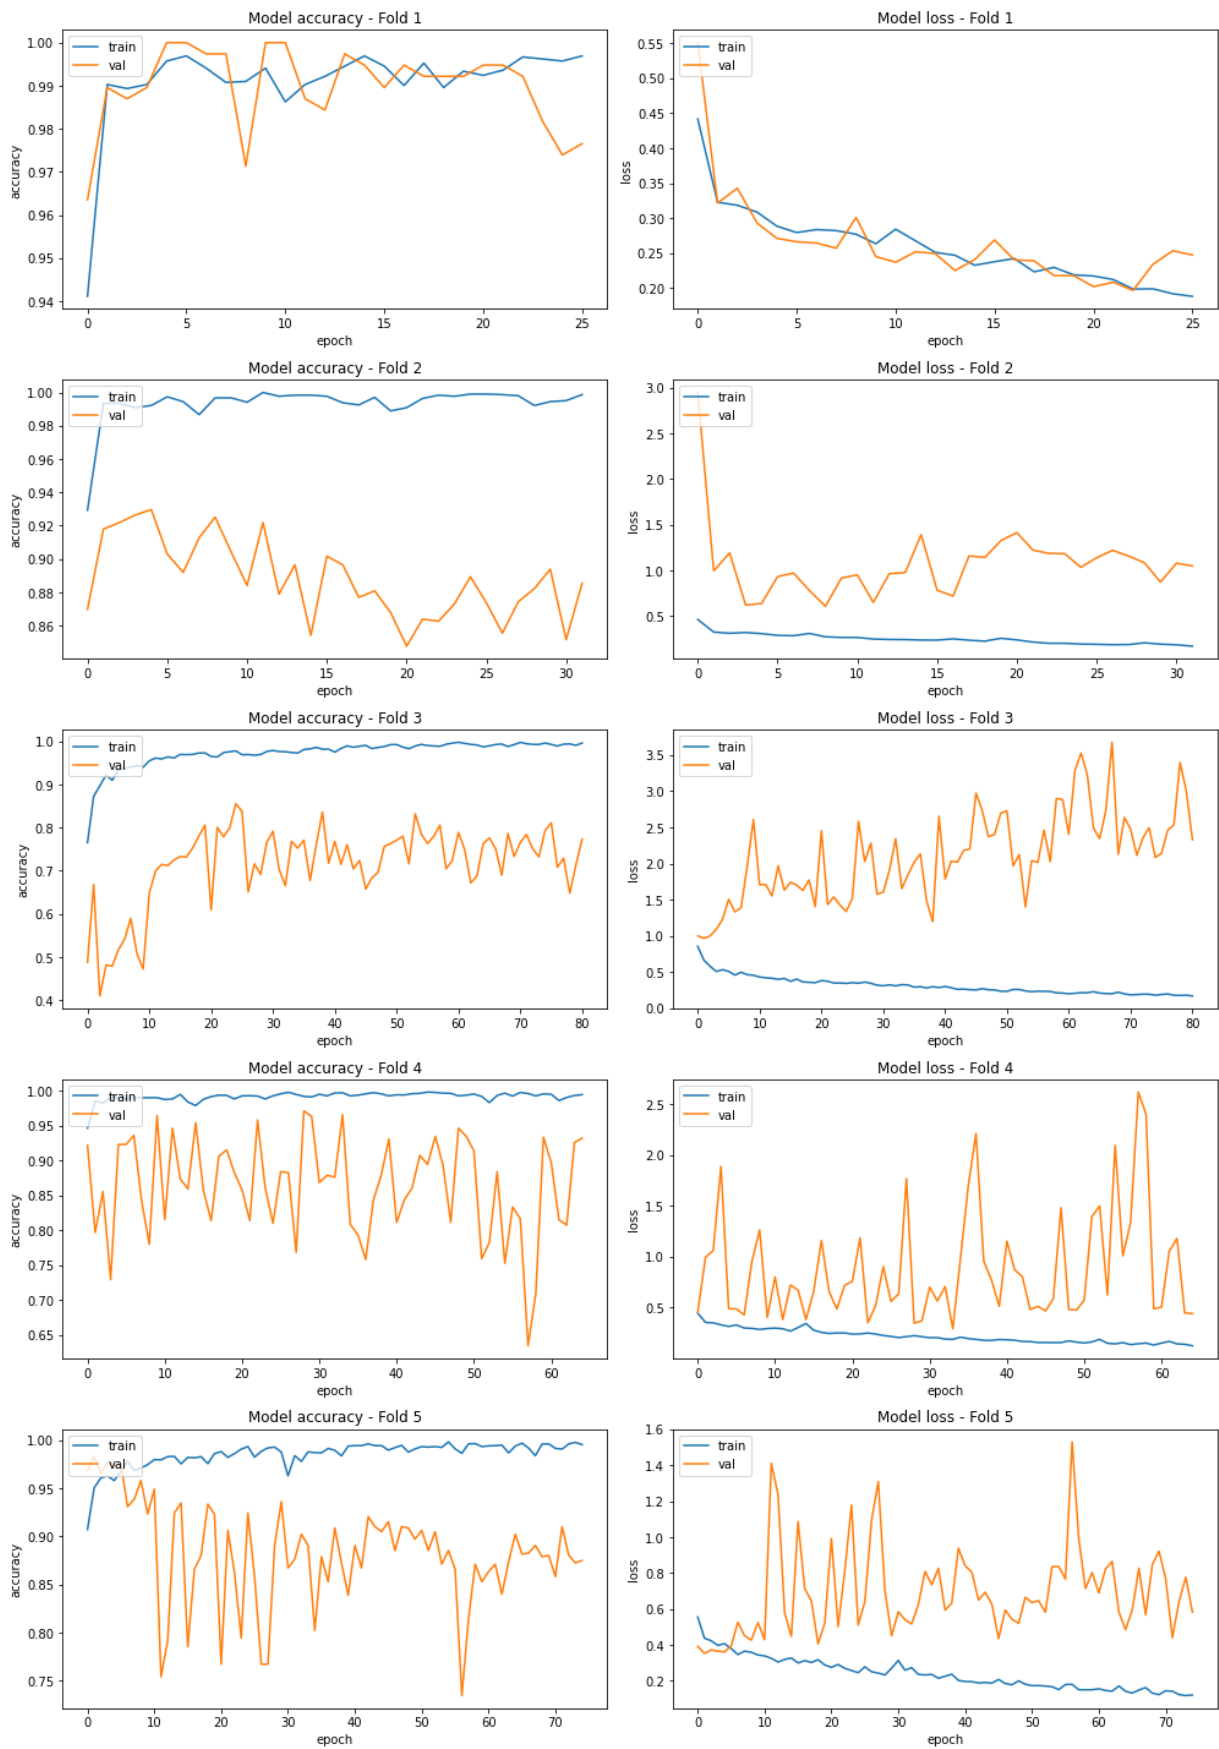 Model accuracy - Fold 1
train
val
1.00
0.99
0.98
0.97
0.96
0.95
0.94
accuracy
0 5 10 15 20 25
epoch
Model loss - Fold 1
train
val
0.55
0.50
0.45
0.40
0.35
0.30
0.25
0.20
loss
0 5 10 15 20 25
epoch
Model accuracy - Fold 2
train
val
1.00
0.98
0.96
0.94
0.92
0.90
0.88
0.86
accuracy
0 5 10 15 20 25 30
epoch
Model loss - Fold 2
train
val
3.0
2.5
2.0
1.5
1.0
0.5
loss
0 5 10 15 20 25 30
epoch
Model accuracy - Fold 3
train
val
1.0
0.9
0.8
0.7
0.6
0.5
0.4
accuracy
0 10 20 30 40 50 60 70 80
epoch
Model loss - Fold 3
train
val
3.5
3.0
2.5
2.0
1.5
1.0
0.5
0.0
loss
0 10 20 30 40 50 60 70 80
epoch
Model accuracy - Fold 4
train
val
1.00
0.95
0.90
0.85
0.80
0.75
0.70
0.65
accuracy
0 10 20 30 40 50 60
epoch
Model loss - Fold 4
train
val
2.5
2.0
1.5
1.0
0.5
loss
0 10 20 30 40 50 60
epoch
Model accuracy - Fold 5
train
val
1.00
0.95
0.90
0.85
0.80
0.75
accuracy
0 10 20 30 40 50 60 70
epoch
Model loss - Fold 5
train
val
1.6
1.4
1.2
1.0
0.8
0.6
0.4
0.2
loss
0 10 20 30 40 50 60 70
epoch